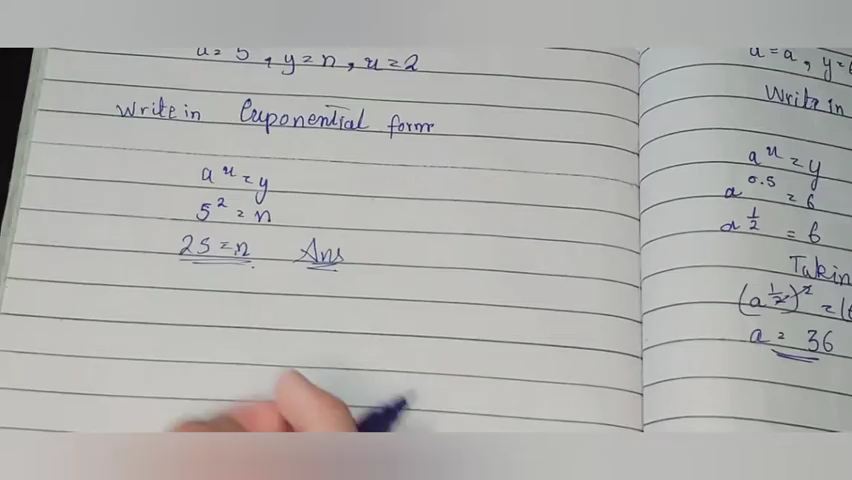 a = 5 , y = n , x = 2
Write in Exponential form
a^x = y
5^2 = n
25 = n Ans
a = a , y =
Write in
a^x = y
a^0.5 = 6
a^1/2 = 6
Takin
(a^1/2)^2 = (6
a = 36